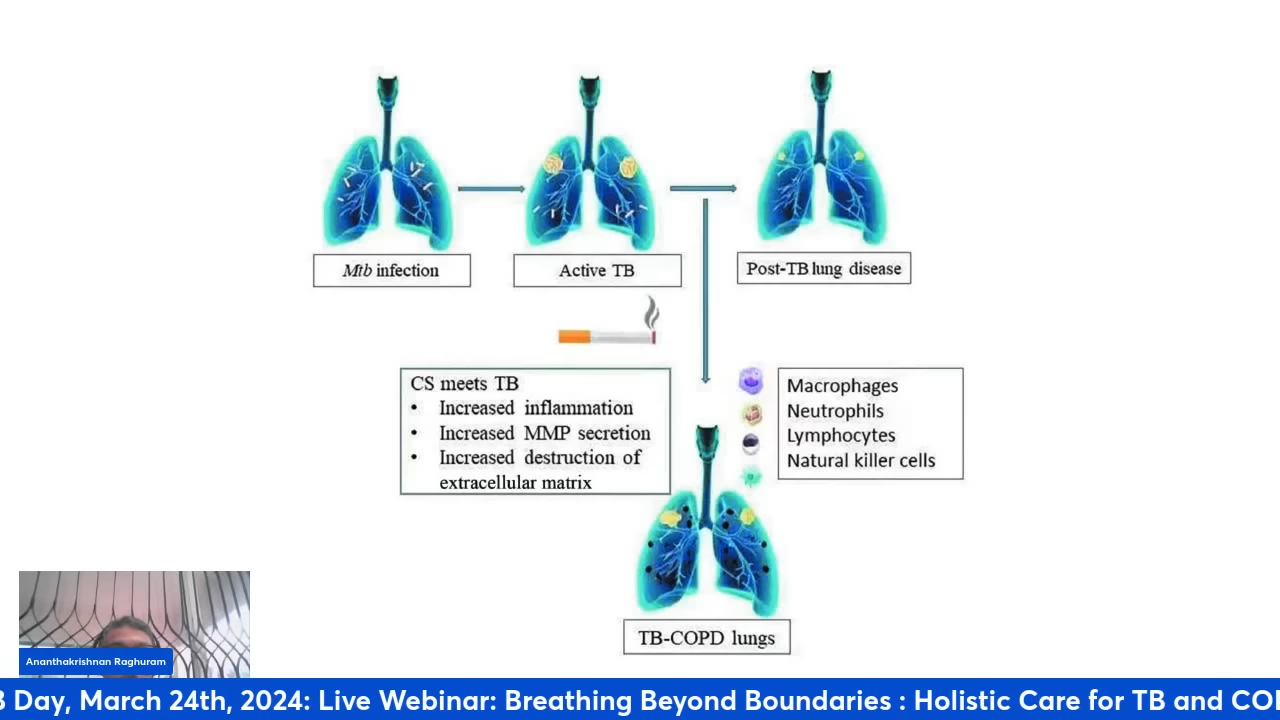 Mtb infection
Active TB
Post-TB lung disease
CS meets TB
• Increased inflammation
• Increased MMP secretion
• Increased destruction of
extracellular matrix
Macrophages
Neutrophils
Lymphocytes
Natural killer cells
TB-COPD lungs
Ananthakrishnan Raghuram
Day, March 24th, 2024: Live Webinar: Breathing Beyond Boundaries : Holistic Care for TB and